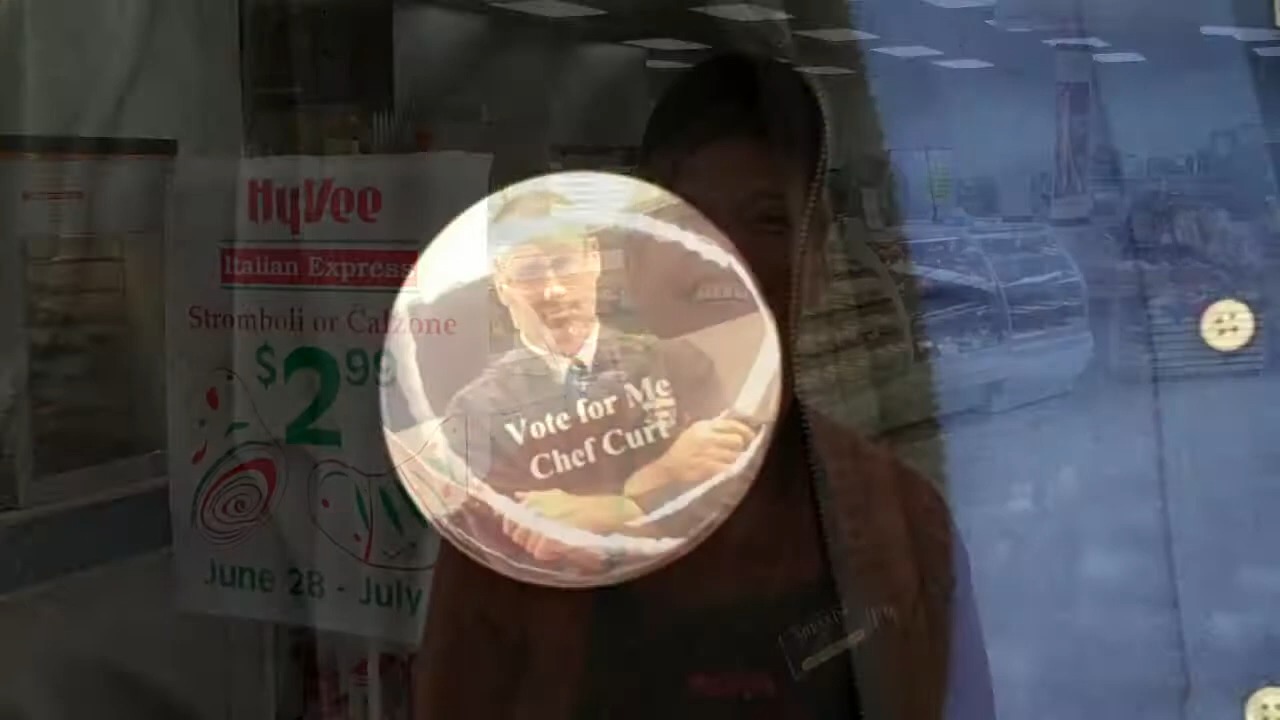 HyVee
Italian Express
Stromboli or Calzone
$2 99
June 28 - July
Vote for Me
Chef Curt